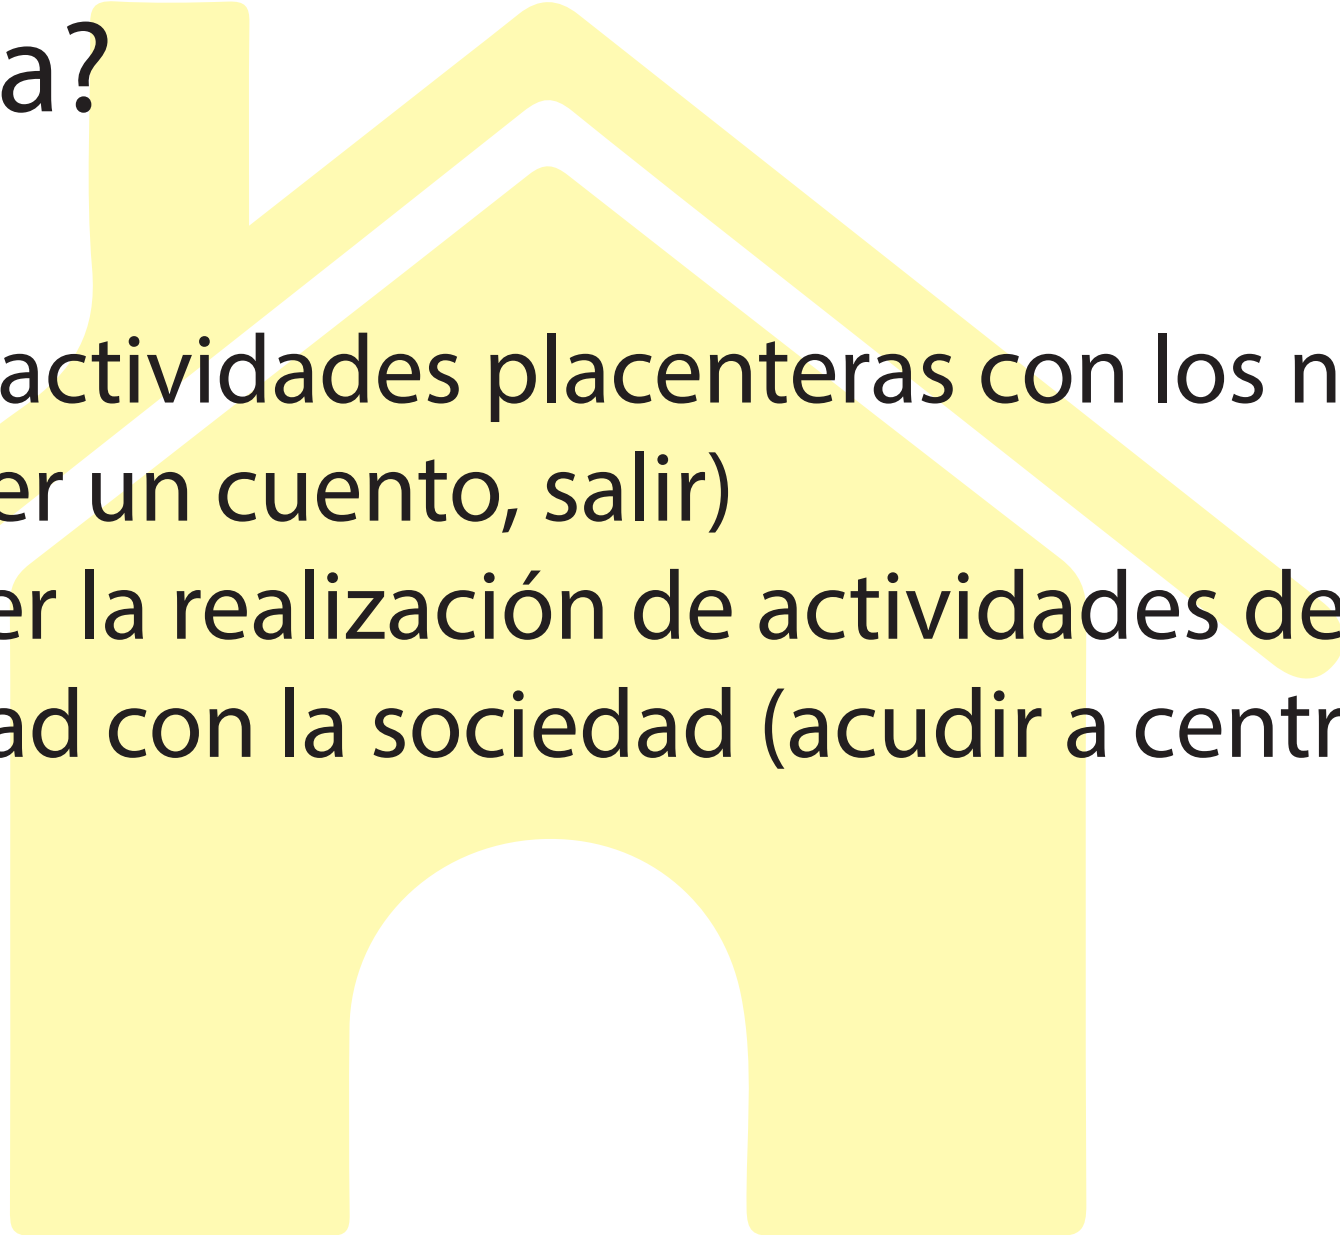 a?
actividades placenteras con los n
er un cuento, salir)
er la realización de actividades de
ad con la sociedad (acudir a centr